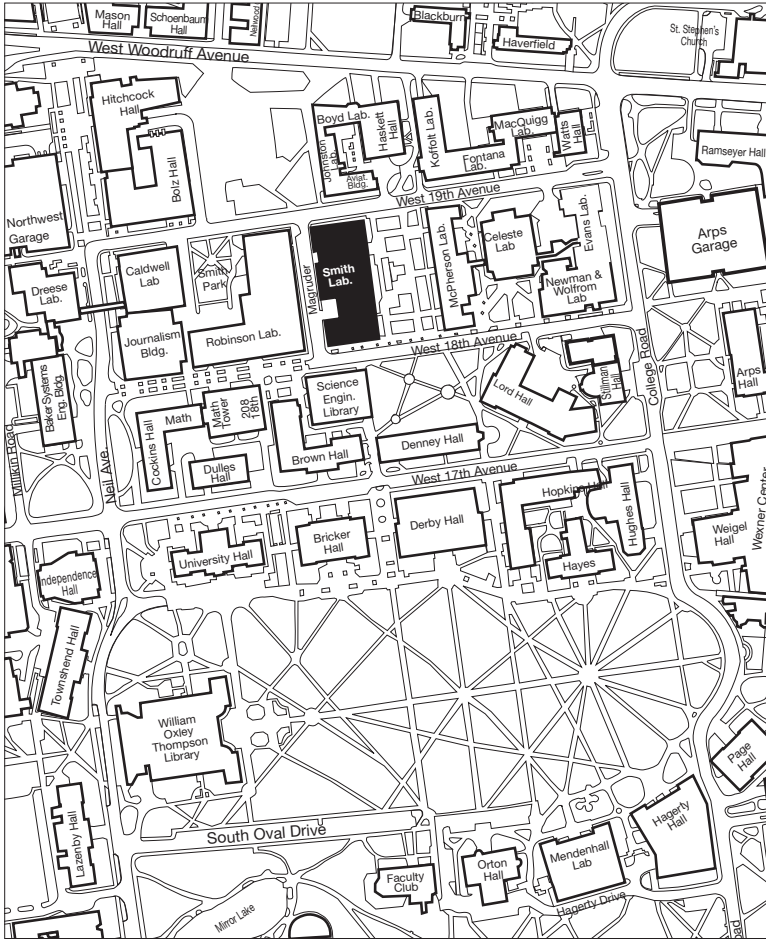 Mason
Hall
Schoenbaum
Hall
Neilwood
Blackburn
Haverfield
St. Stephen's
Church
West Woodruff Avenue
Hitchcock
Hall
Bolz Hall
Boyd Lab.
Haskett
Hall
Johnston
Lab.
Aviat.
Bldg.
Koffolt Lab.
MacQuigg
Lab.
Watts
Hall
Fontana
Lab.
Ramseyer Hall
West 19th Avenue
Northwest
Garage
Dreese
Lab.
Caldwell
Lab
Smith
Park
Magruder
Smith
Lab.
McPherson Lab.
Celeste
Lab
Evans Lab.
Newman &
Wolfrom Lab
Arps
Garage
Journalism
Bldg.
Robinson Lab.
West 18th Avenue
College Road
Baker Systems
Eng. Bldg.
Science
Engin.
Library
Lord Hall
Stillman
Hall
Arps
Hall
Millikin Road
Neil Ave.
Cockins Hall
Math
Math
Tower
208
18th
Dulles
Hall
Brown Hall
Denney Hall
West 17th Avenue
Hopkins Hall
Hughes Hall
Wexner Center
Weigel
Hall
Derby Hall
Bricker
Hall
University Hall
Hayes
Independence
Hall
Townshend Hall
William
Oxley
Thompson
Library
Page
Hall
Lazenby Hall
South Oval Drive
Hagerty
Hall
Mendenhall
Lab
Orton
Hall
Faculty
Club
Mirror Lake
Hagerty Drive